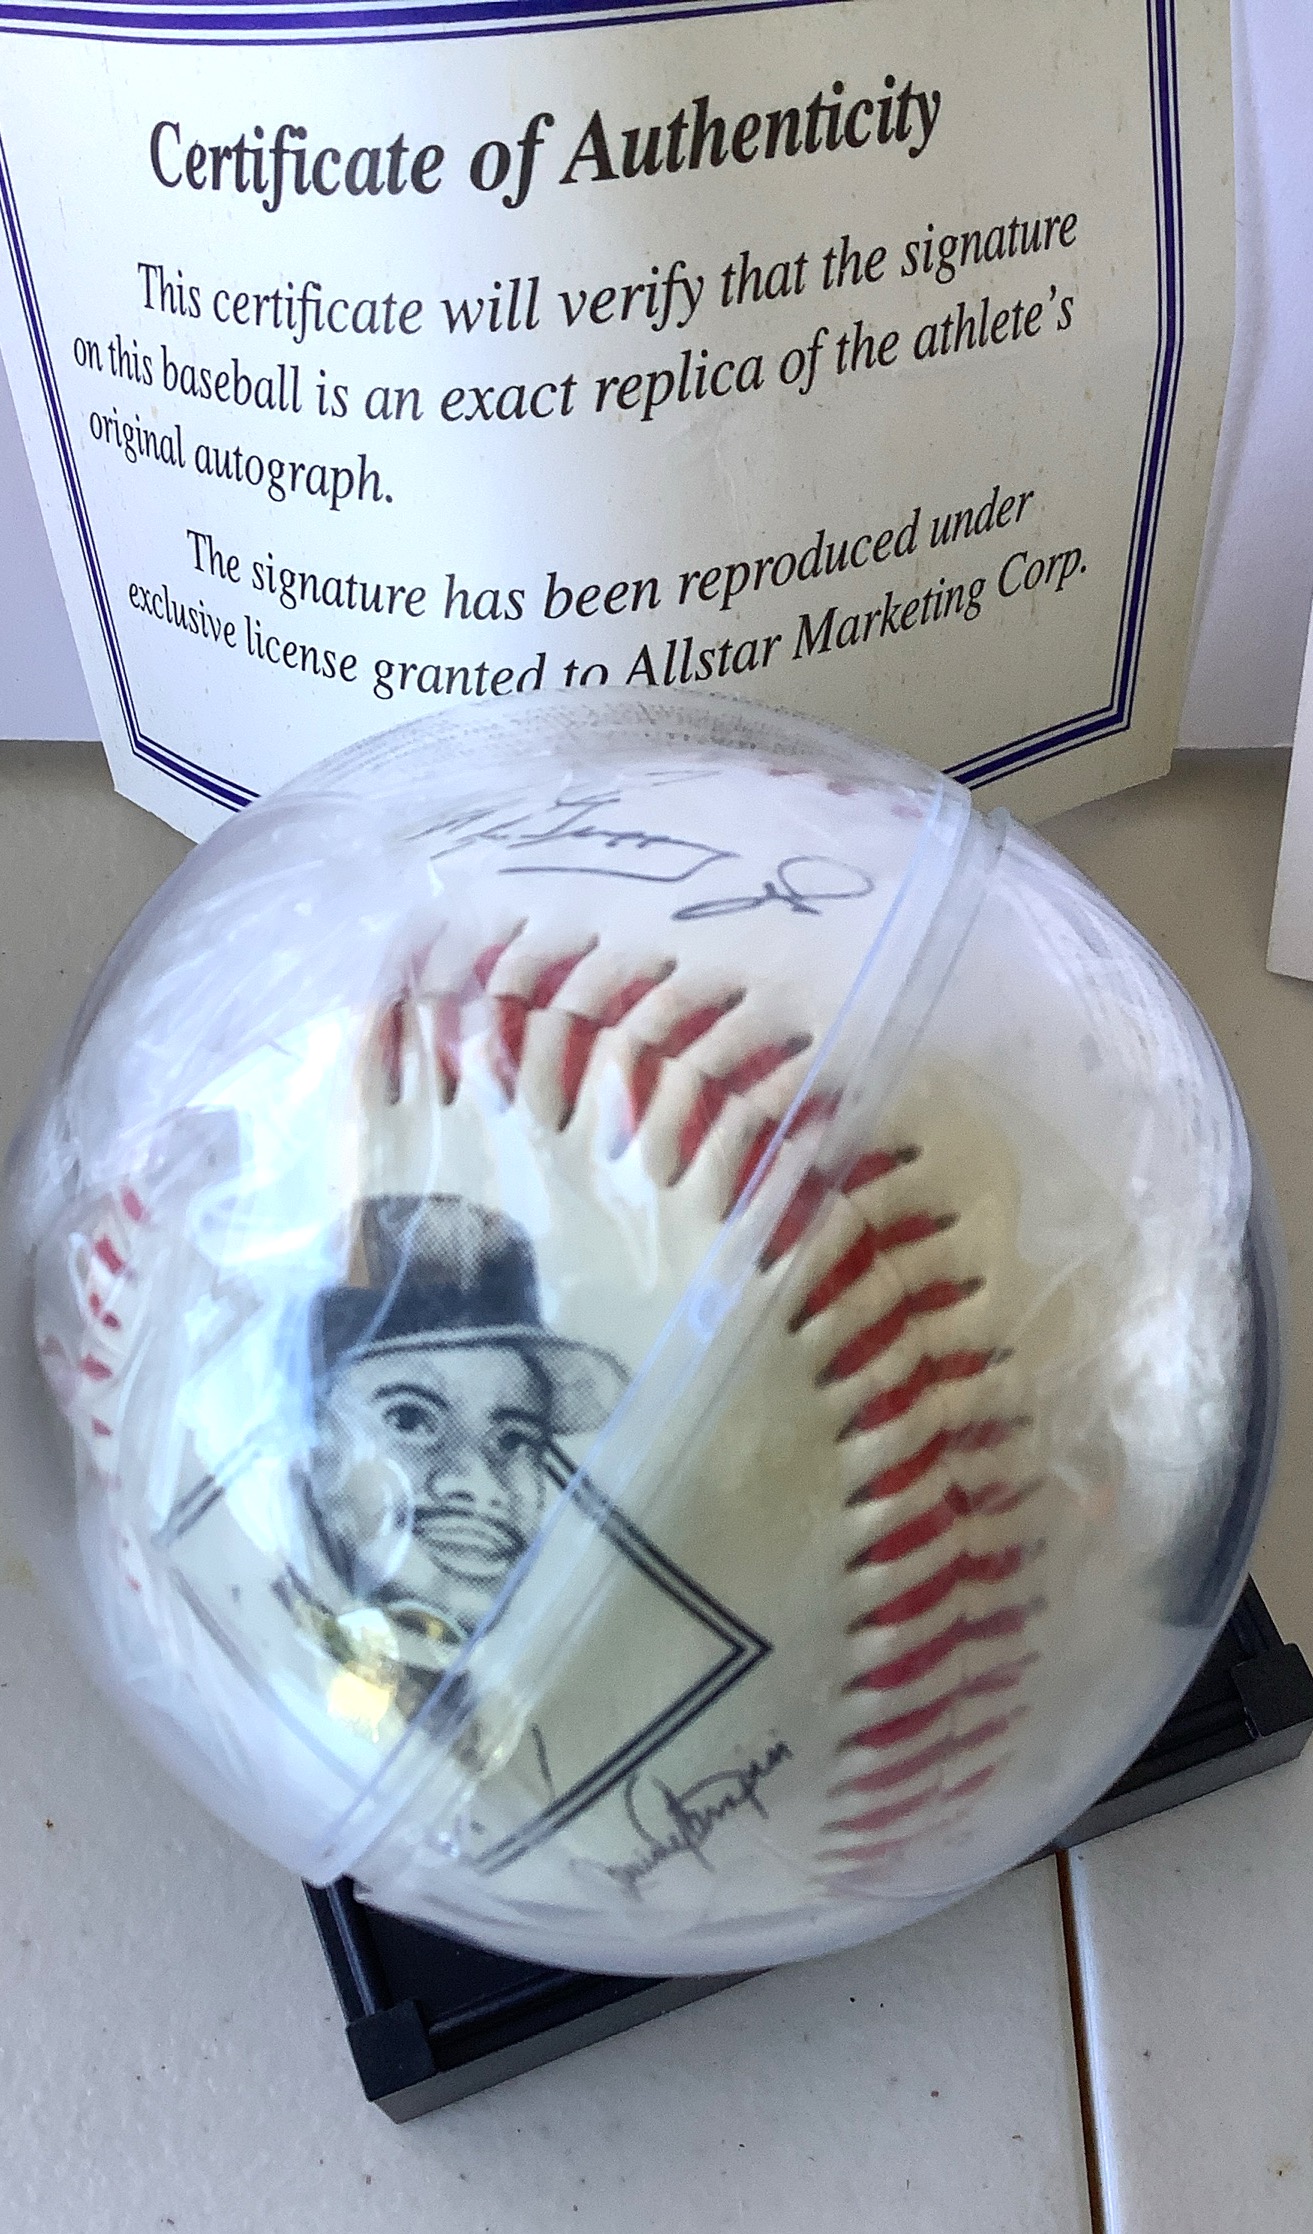 Certificate of Authenticity
This certificate will verify that the signature
on this baseball is an exact replica of the athlete's
original autograph.
The signature has been reproduced under
exclusive license granted to Allstar Marketing Corp.